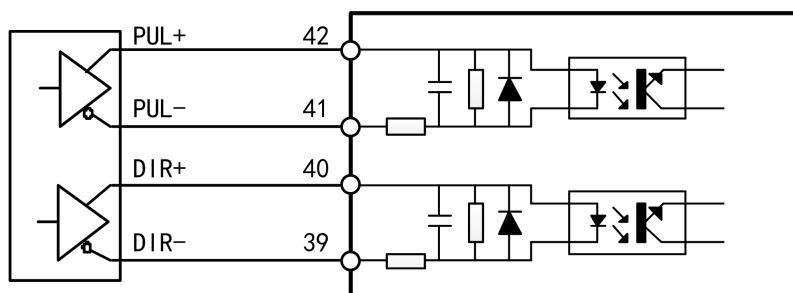 PUL+ 42
PUL- 41
DIR+ 40
DIR- 39